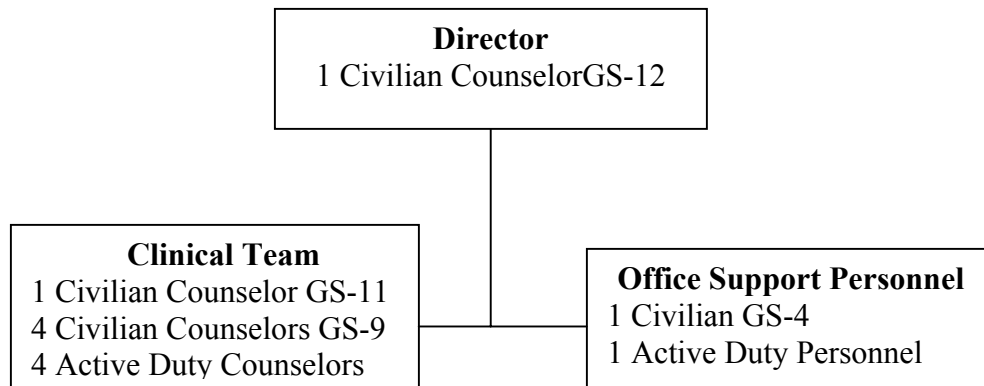 Director
1 Civilian CounselorGS-12
Clinical Team
1 Civilian Counselor GS-11
4 Civilian Counselors GS-9
4 Active Duty Counselors
Office Support Personnel
1 Civilian GS-4
1 Active Duty Personnel